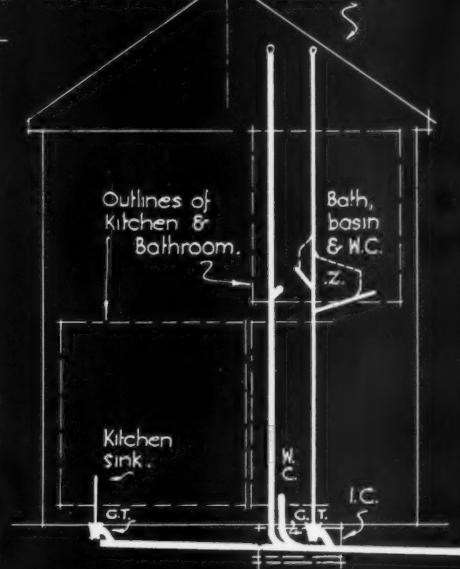 Outlines of
Kitchen &
Bathroom.
Bath,
basin
& W.C.
.Z.
Kitchen
sink.
W.
C.
I.C.
G.T.
G. T.